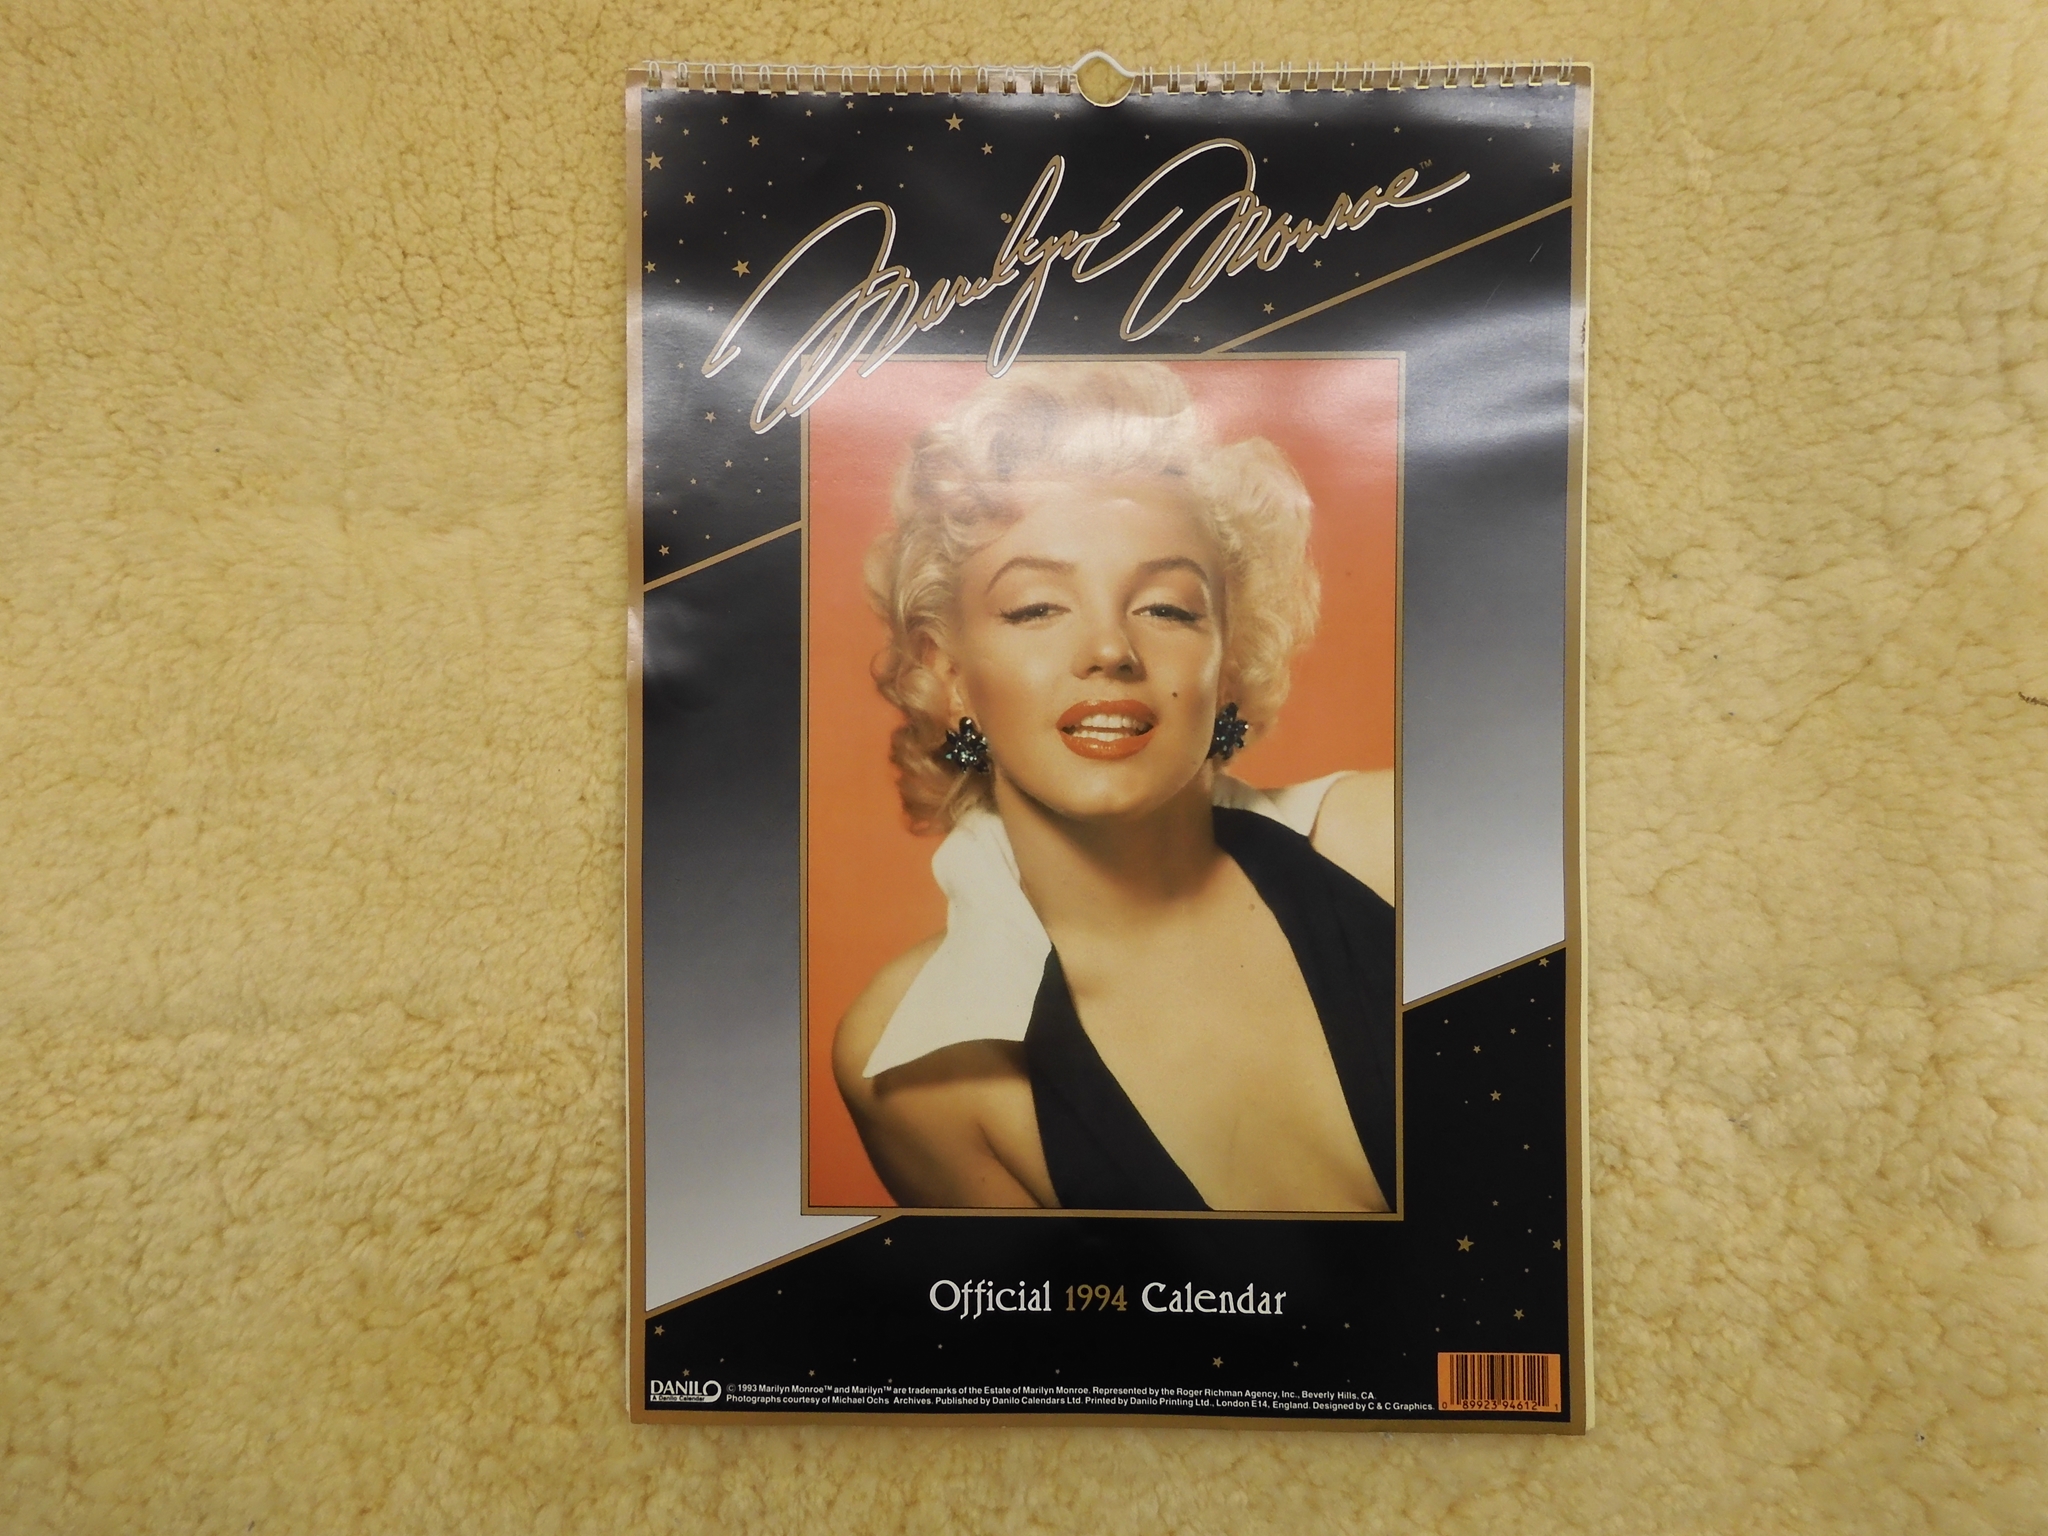 Marilyn Monroe™
Official 1994 Calendar
DANILO
A Danilo Calendar
© 1993 Marilyn Monroe™ and Marilyn™ are trademarks of the Estate of Marilyn Monroe. Represented by the Roger Richman Agency, Inc., Beverly Hills, CA.
Photographs courtesy of Michael Ochs Archives. Published by Danilo Calendars Ltd. Printed by Danilo Printing Ltd., London E14, England. Designed by C & C Graphics.
0 89923 94612 1